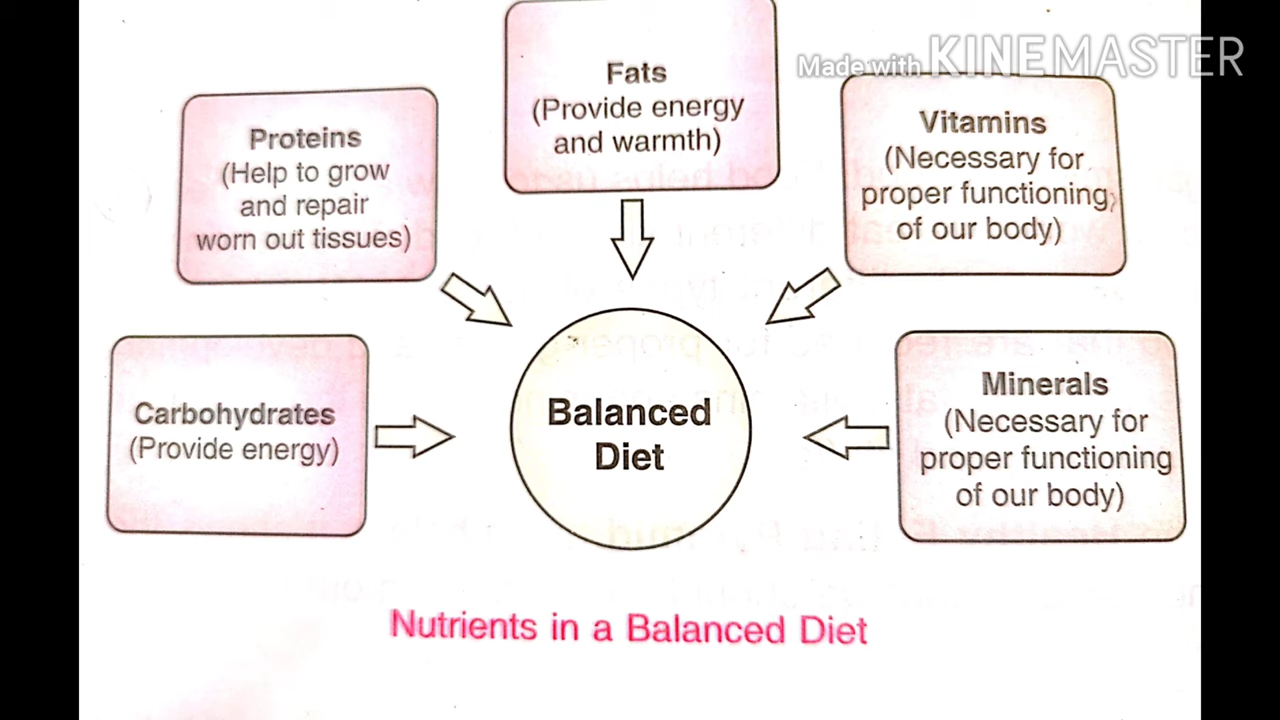 Made with KINEMASTER
Fats
(Provide energy
and warmth)
Proteins
(Help to grow
and repair
worn out tissues)
Vitamins
(Necessary for
proper functioning
of our body)
Carbohydrates
(Provide energy)
Balanced
Diet
Minerals
(Necessary for
proper functioning
of our body)
Nutrients in a Balanced Diet